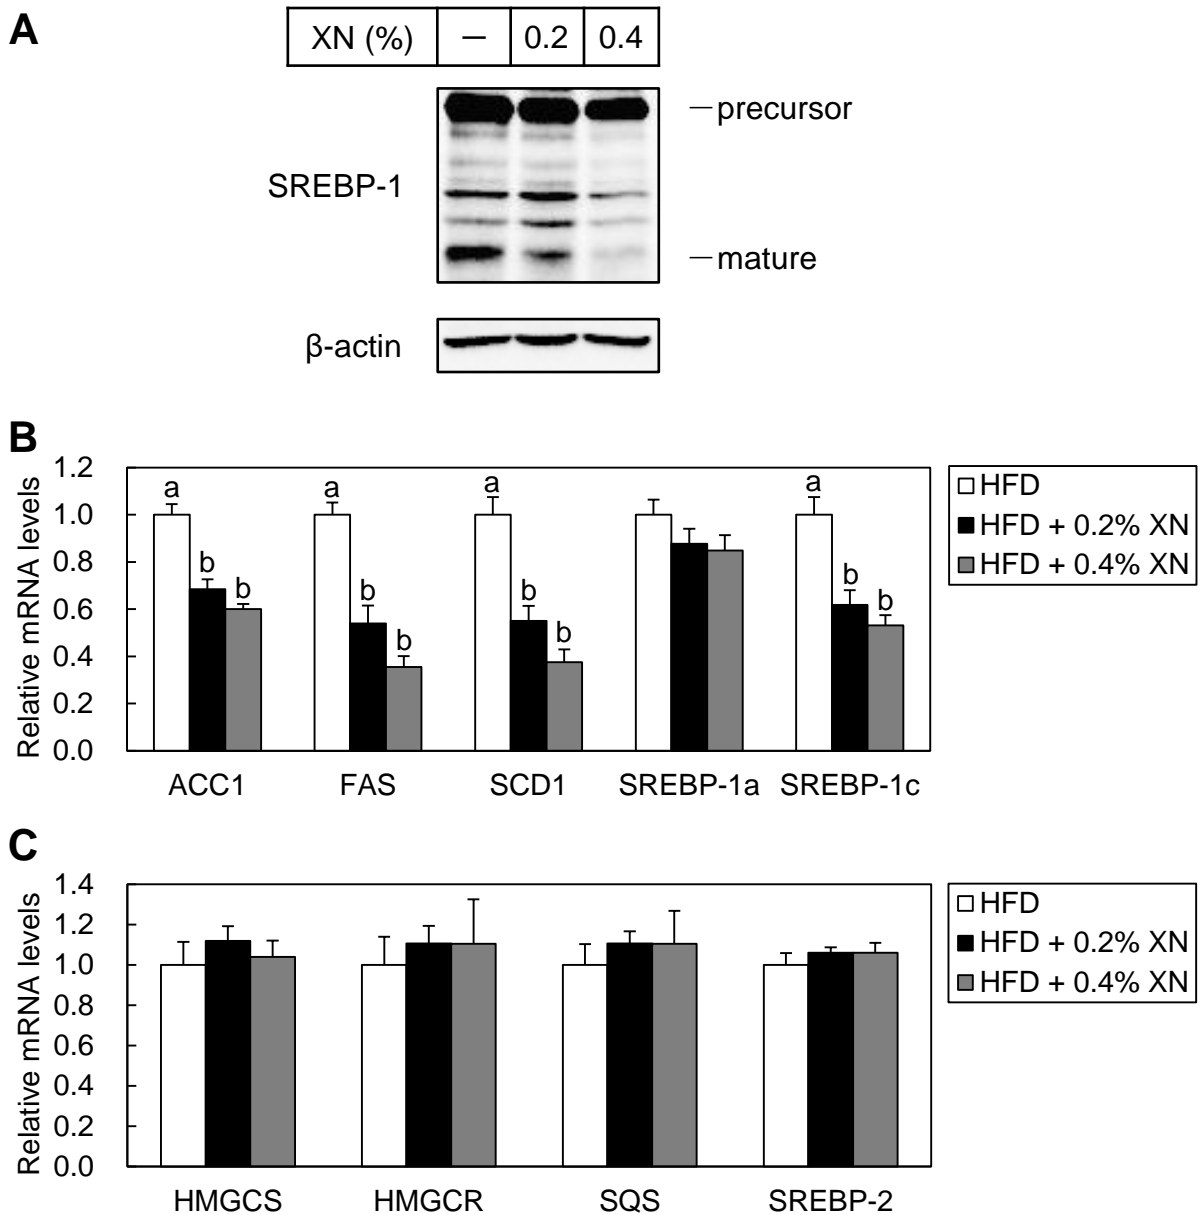 A
XN (%) — 0.2 0.4
—precursor
SREBP-1
—mature
β-actin
B
Relative mRNA levels
1.2
1.0
0.8
0.6
0.4
0.2
0.0
a b b
a b b
a b b
a b b
ACC1 FAS SCD1 SREBP-1a SREBP-1c
HFD
HFD + 0.2% XN
HFD + 0.4% XN
C
Relative mRNA levels
1.4
1.2
1.0
0.8
0.6
0.4
0.2
0.0
HMGCS HMGCR SQS SREBP-2
HFD
HFD + 0.2% XN
HFD + 0.4% XN